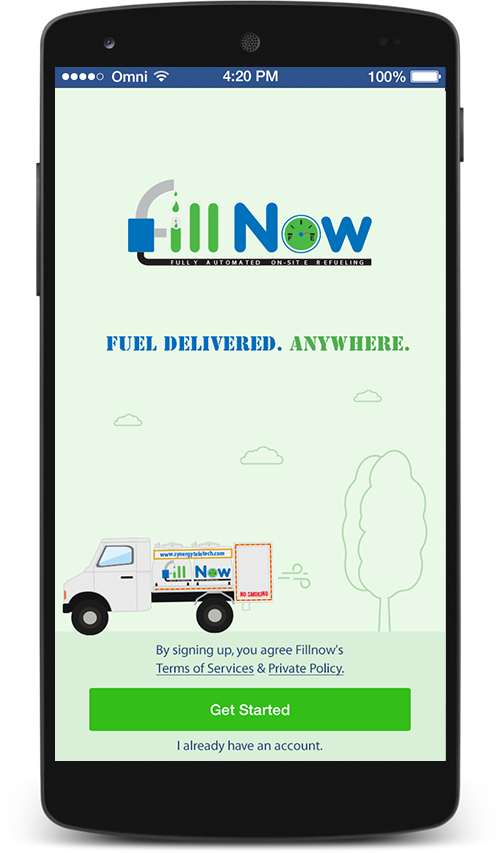 Omni 4:20 PM 100%
Fill Now
FULLY AUTOMATED ON-SITE REFUELING
FUEL DELIVERED. ANYWHERE.
www.synergyteletech.com
Fill Now
NO SMOKING
By signing up, you agree Fillnow's
Terms of Services & Private Policy.
Get Started
I already have an account.